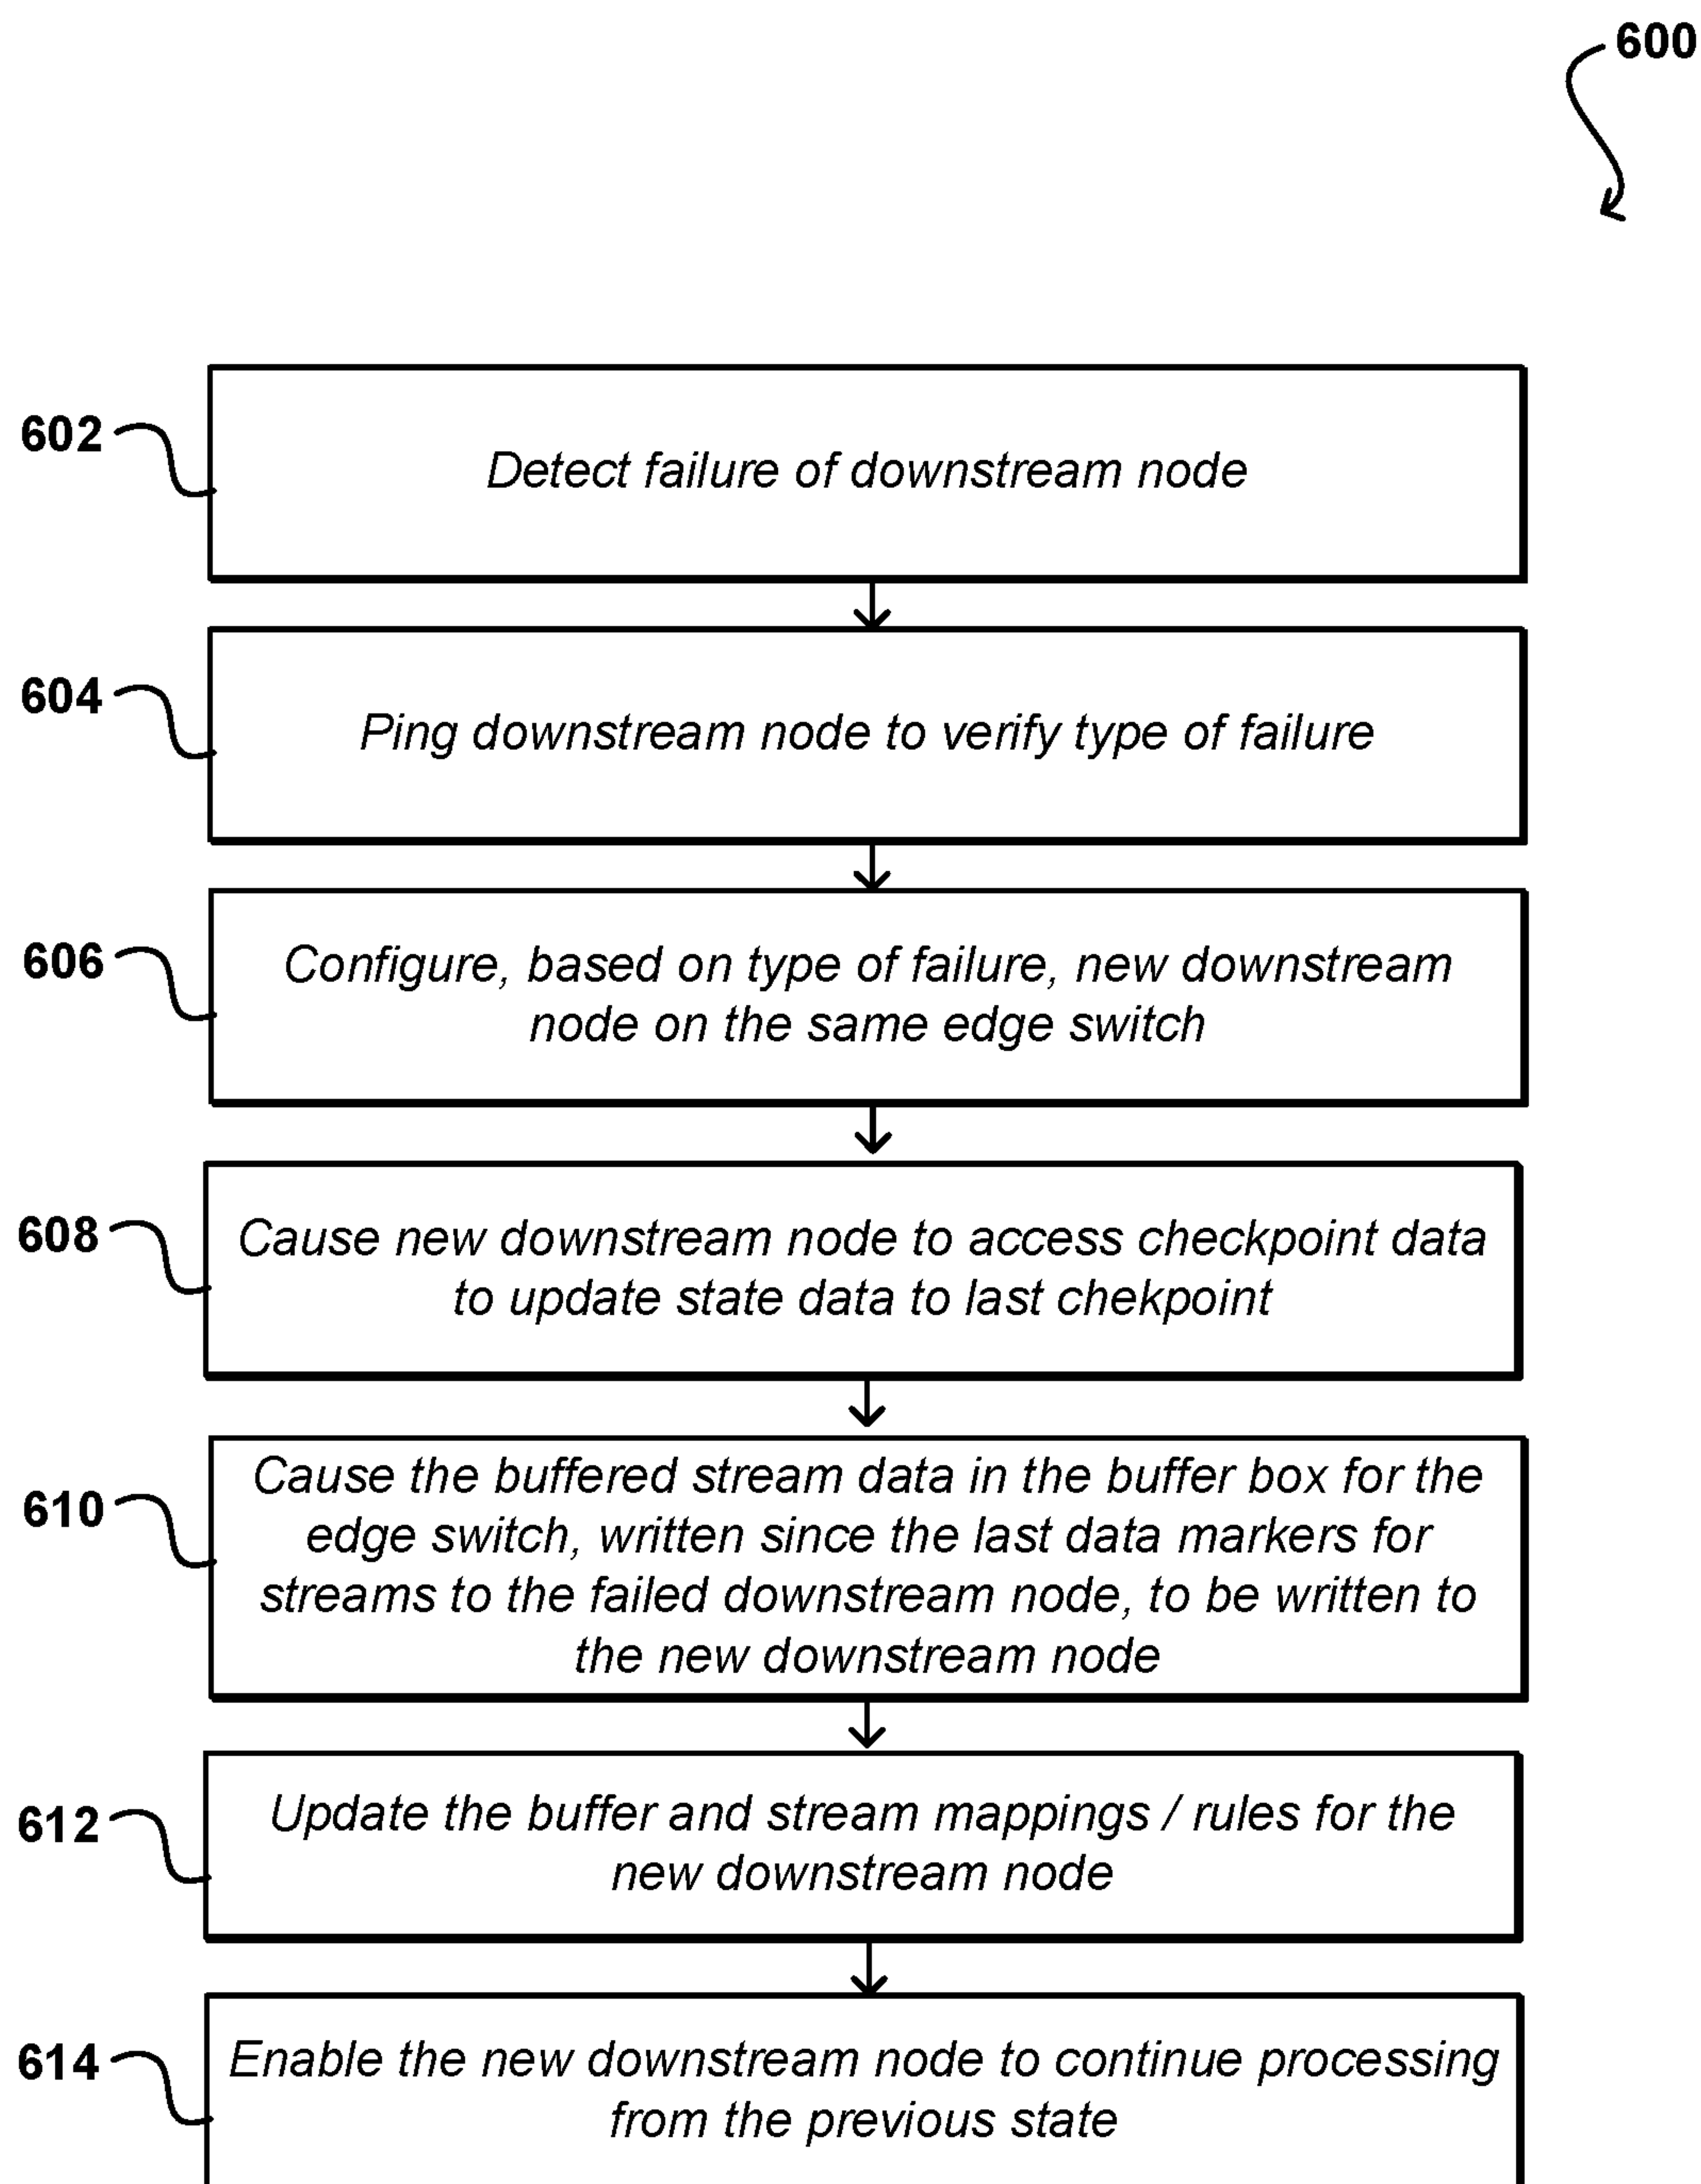 600
602
Detect failure of downstream node
604
Ping downstream node to verify type of failure
606
Configure, based on type of failure, new downstream
node on the same edge switch
608
Cause new downstream node to access checkpoint data
to update state data to last chekpoint
610
Cause the buffered stream data in the buffer box for the
edge switch, written since the last data markers for
streams to the failed downstream node, to be written to
the new downstream node
612
Update the buffer and stream mappings / rules for the
new downstream node
614
Enable the new downstream node to continue processing
from the previous state